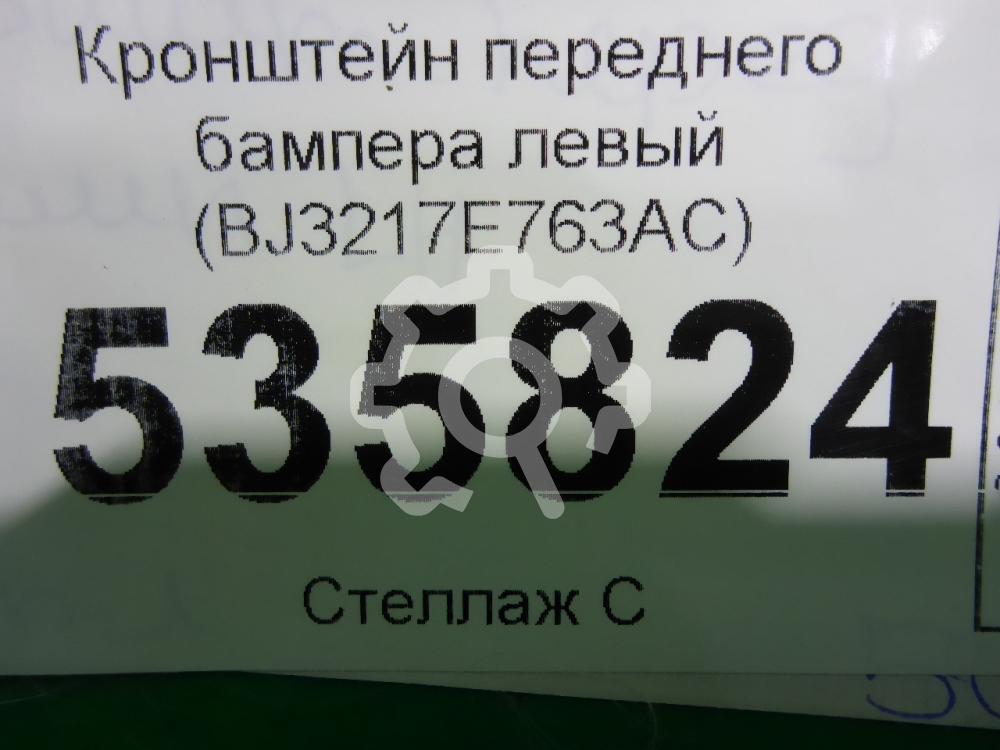 Кронштейн переднего
бампера левый
(BJ3217E763AC)
535824
Стеллаж С